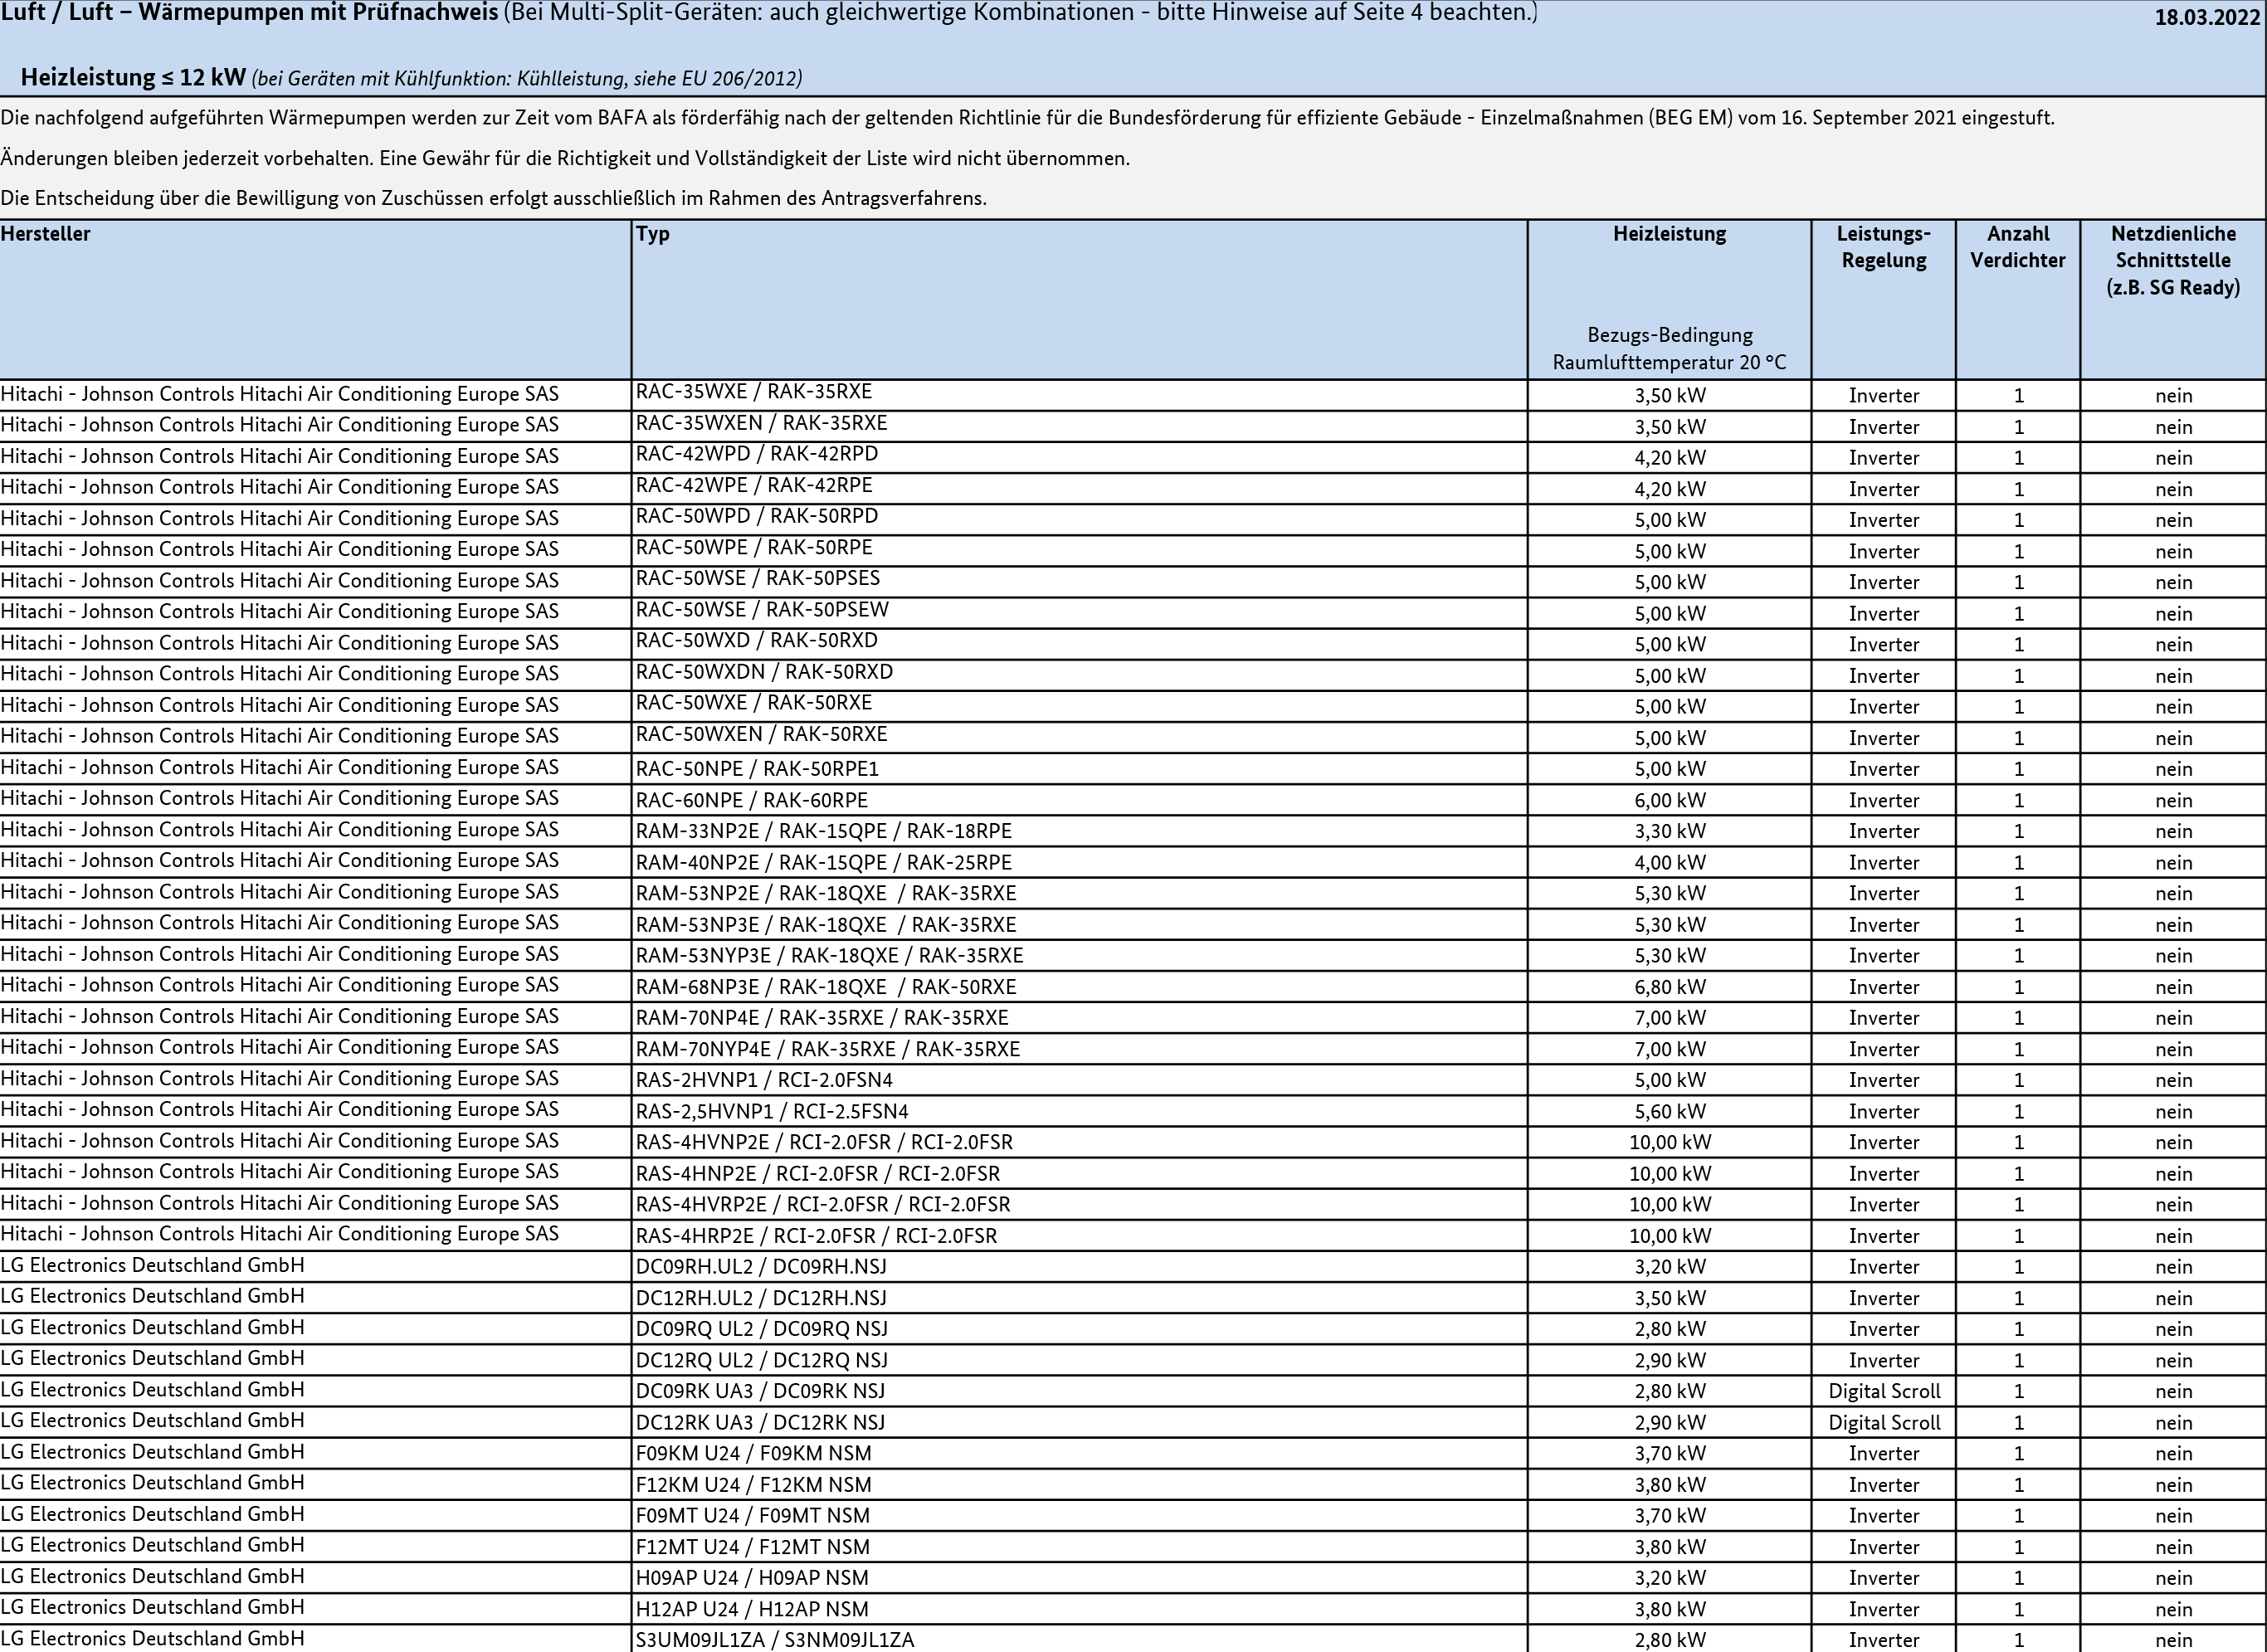 Luft / Luft – Wärmepumpen mit Prüfnachweis (Bei Multi-Split-Geräten: auch gleichwertige Kombinationen - bitte Hinweise auf Seite 4 beachten.) 18.03.2022
Heizleistung ≤ 12 kW (bei Geräten mit Kühlfunktion: Kühlleistung, siehe EU 206/2012)
Die nachfolgend aufgeführten Wärmepumpen werden zur Zeit vom BAFA als förderfähig nach der geltenden Richtlinie für die Bundesförderung für effiziente Gebäude - Einzelmaßnahmen (BEG EM) vom 16. September 2021 eingestuft.
Änderungen bleiben jederzeit vorbehalten. Eine Gewähr für die Richtigkeit und Vollständigkeit der Liste wird nicht übernommen.
Die Entscheidung über die Bewilligung von Zuschüssen erfolgt ausschließlich im Rahmen des Antragsverfahrens.
Hersteller Typ Heizleistung Leistungs- Anzahl Netzdienliche
Regelung Verdichter Schnittstelle
(z.B. SG Ready)
Bezugs-Bedingung
Raumlufttemperatur 20 °C
Hitachi - Johnson Controls Hitachi Air Conditioning Europe SAS RAC-35WXE / RAK-35RXE 3,50 kW Inverter 1 nein
Hitachi - Johnson Controls Hitachi Air Conditioning Europe SAS RAC-35WXEN / RAK-35RXE 3,50 kW Inverter 1 nein
Hitachi - Johnson Controls Hitachi Air Conditioning Europe SAS RAC-42WPD / RAK-42RPD 4,20 kW Inverter 1 nein
Hitachi - Johnson Controls Hitachi Air Conditioning Europe SAS RAC-42WPE / RAK-42RPE 4,20 kW Inverter 1 nein
Hitachi - Johnson Controls Hitachi Air Conditioning Europe SAS RAC-50WPD / RAK-50RPD 5,00 kW Inverter 1 nein
Hitachi - Johnson Controls Hitachi Air Conditioning Europe SAS RAC-50WPE / RAK-50RPE 5,00 kW Inverter 1 nein
Hitachi - Johnson Controls Hitachi Air Conditioning Europe SAS RAC-50WSE / RAK-50PSES 5,00 kW Inverter 1 nein
Hitachi - Johnson Controls Hitachi Air Conditioning Europe SAS RAC-50WSE / RAK-50PSEW 5,00 kW Inverter 1 nein
Hitachi - Johnson Controls Hitachi Air Conditioning Europe SAS RAC-50WXD / RAK-50RXD 5,00 kW Inverter 1 nein
Hitachi - Johnson Controls Hitachi Air Conditioning Europe SAS RAC-50WXDN / RAK-50RXD 5,00 kW Inverter 1 nein
Hitachi - Johnson Controls Hitachi Air Conditioning Europe SAS RAC-50WXE / RAK-50RXE 5,00 kW Inverter 1 nein
Hitachi - Johnson Controls Hitachi Air Conditioning Europe SAS RAC-50WXEN / RAK-50RXE 5,00 kW Inverter 1 nein
Hitachi - Johnson Controls Hitachi Air Conditioning Europe SAS RAC-50NPE / RAK-50RPE1 5,00 kW Inverter 1 nein
Hitachi - Johnson Controls Hitachi Air Conditioning Europe SAS RAC-60NPE / RAK-60RPE 6,00 kW Inverter 1 nein
Hitachi - Johnson Controls Hitachi Air Conditioning Europe SAS RAM-33NP2E / RAK-15QPE / RAK-18RPE 3,30 kW Inverter 1 nein
Hitachi - Johnson Controls Hitachi Air Conditioning Europe SAS RAM-40NP2E / RAK-15QPE / RAK-25RPE 4,00 kW Inverter 1 nein
Hitachi - Johnson Controls Hitachi Air Conditioning Europe SAS RAM-53NP2E / RAK-18QXE / RAK-35RXE 5,30 kW Inverter 1 nein
Hitachi - Johnson Controls Hitachi Air Conditioning Europe SAS RAM-53NP3E / RAK-18QXE / RAK-35RXE 5,30 kW Inverter 1 nein
Hitachi - Johnson Controls Hitachi Air Conditioning Europe SAS RAM-53NYP3E / RAK-18QXE / RAK-35RXE 5,30 kW Inverter 1 nein
Hitachi - Johnson Controls Hitachi Air Conditioning Europe SAS RAM-68NP3E / RAK-18QXE / RAK-50RXE 6,80 kW Inverter 1 nein
Hitachi - Johnson Controls Hitachi Air Conditioning Europe SAS RAM-70NP4E / RAK-35RXE / RAK-35RXE 7,00 kW Inverter 1 nein
Hitachi - Johnson Controls Hitachi Air Conditioning Europe SAS RAM-70NYP4E / RAK-35RXE / RAK-35RXE 7,00 kW Inverter 1 nein
Hitachi - Johnson Controls Hitachi Air Conditioning Europe SAS RAS-2HVNP1 / RCI-2.0FSN4 5,00 kW Inverter 1 nein
Hitachi - Johnson Controls Hitachi Air Conditioning Europe SAS RAS-2,5HVNP1 / RCI-2.5FSN4 5,60 kW Inverter 1 nein
Hitachi - Johnson Controls Hitachi Air Conditioning Europe SAS RAS-4HVNP2E / RCI-2.0FSR / RCI-2.0FSR 10,00 kW Inverter 1 nein
Hitachi - Johnson Controls Hitachi Air Conditioning Europe SAS RAS-4HNP2E / RCI-2.0FSR / RCI-2.0FSR 10,00 kW Inverter 1 nein
Hitachi - Johnson Controls Hitachi Air Conditioning Europe SAS RAS-4HVRP2E / RCI-2.0FSR / RCI-2.0FSR 10,00 kW Inverter 1 nein
Hitachi - Johnson Controls Hitachi Air Conditioning Europe SAS RAS-4HRP2E / RCI-2.0FSR / RCI-2.0FSR 10,00 kW Inverter 1 nein
LG Electronics Deutschland GmbH DC09RH.UL2 / DC09RH.NSJ 3,20 kW Inverter 1 nein
LG Electronics Deutschland GmbH DC12RH.UL2 / DC12RH.NSJ 3,50 kW Inverter 1 nein
LG Electronics Deutschland GmbH DC09RQ UL2 / DC09RQ NSJ 2,80 kW Inverter 1 nein
LG Electronics Deutschland GmbH DC12RQ UL2 / DC12RQ NSJ 2,90 kW Inverter 1 nein
LG Electronics Deutschland GmbH DC09RK UA3 / DC09RK NSJ 2,80 kW Digital Scroll 1 nein
LG Electronics Deutschland GmbH DC12RK UA3 / DC12RK NSJ 2,90 kW Digital Scroll 1 nein
LG Electronics Deutschland GmbH F09KM U24 / F09KM NSM 3,70 kW Inverter 1 nein
LG Electronics Deutschland GmbH F12KM U24 / F12KM NSM 3,80 kW Inverter 1 nein
LG Electronics Deutschland GmbH F09MT U24 / F09MT NSM 3,70 kW Inverter 1 nein
LG Electronics Deutschland GmbH F12MT U24 / F12MT NSM 3,80 kW Inverter 1 nein
LG Electronics Deutschland GmbH H09AP U24 / H09AP NSM 3,20 kW Inverter 1 nein
LG Electronics Deutschland GmbH H12AP U24 / H12AP NSM 3,80 kW Inverter 1 nein
LG Electronics Deutschland GmbH S3UM09JL1ZA / S3NM09JL1ZA 2,80 kW Inverter 1 nein